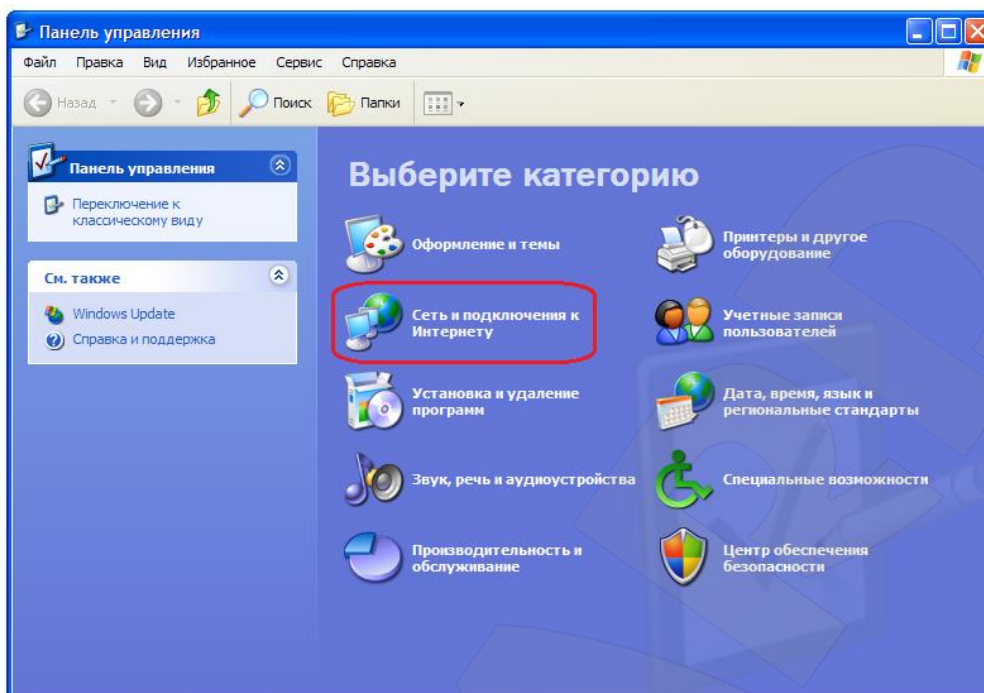 Панель управления
Файл Правка Вид Избранное Сервис Справка
Назад Поиск Папки
Панель управления
Переключение к
классическому виду
См. также
Windows Update
Справка и поддержка
Выберите категорию
Оформление и темы
Принтеры и другое
оборудование
Сеть и подключения к
Интернету
Учетные записи
пользователей
Установка и удаление
программ
Дата, время, язык и
региональные стандарты
Звук, речь и аудиоустройства
Специальные возможности
Производительность и
обслуживание
Центр обеспечения
безопасности